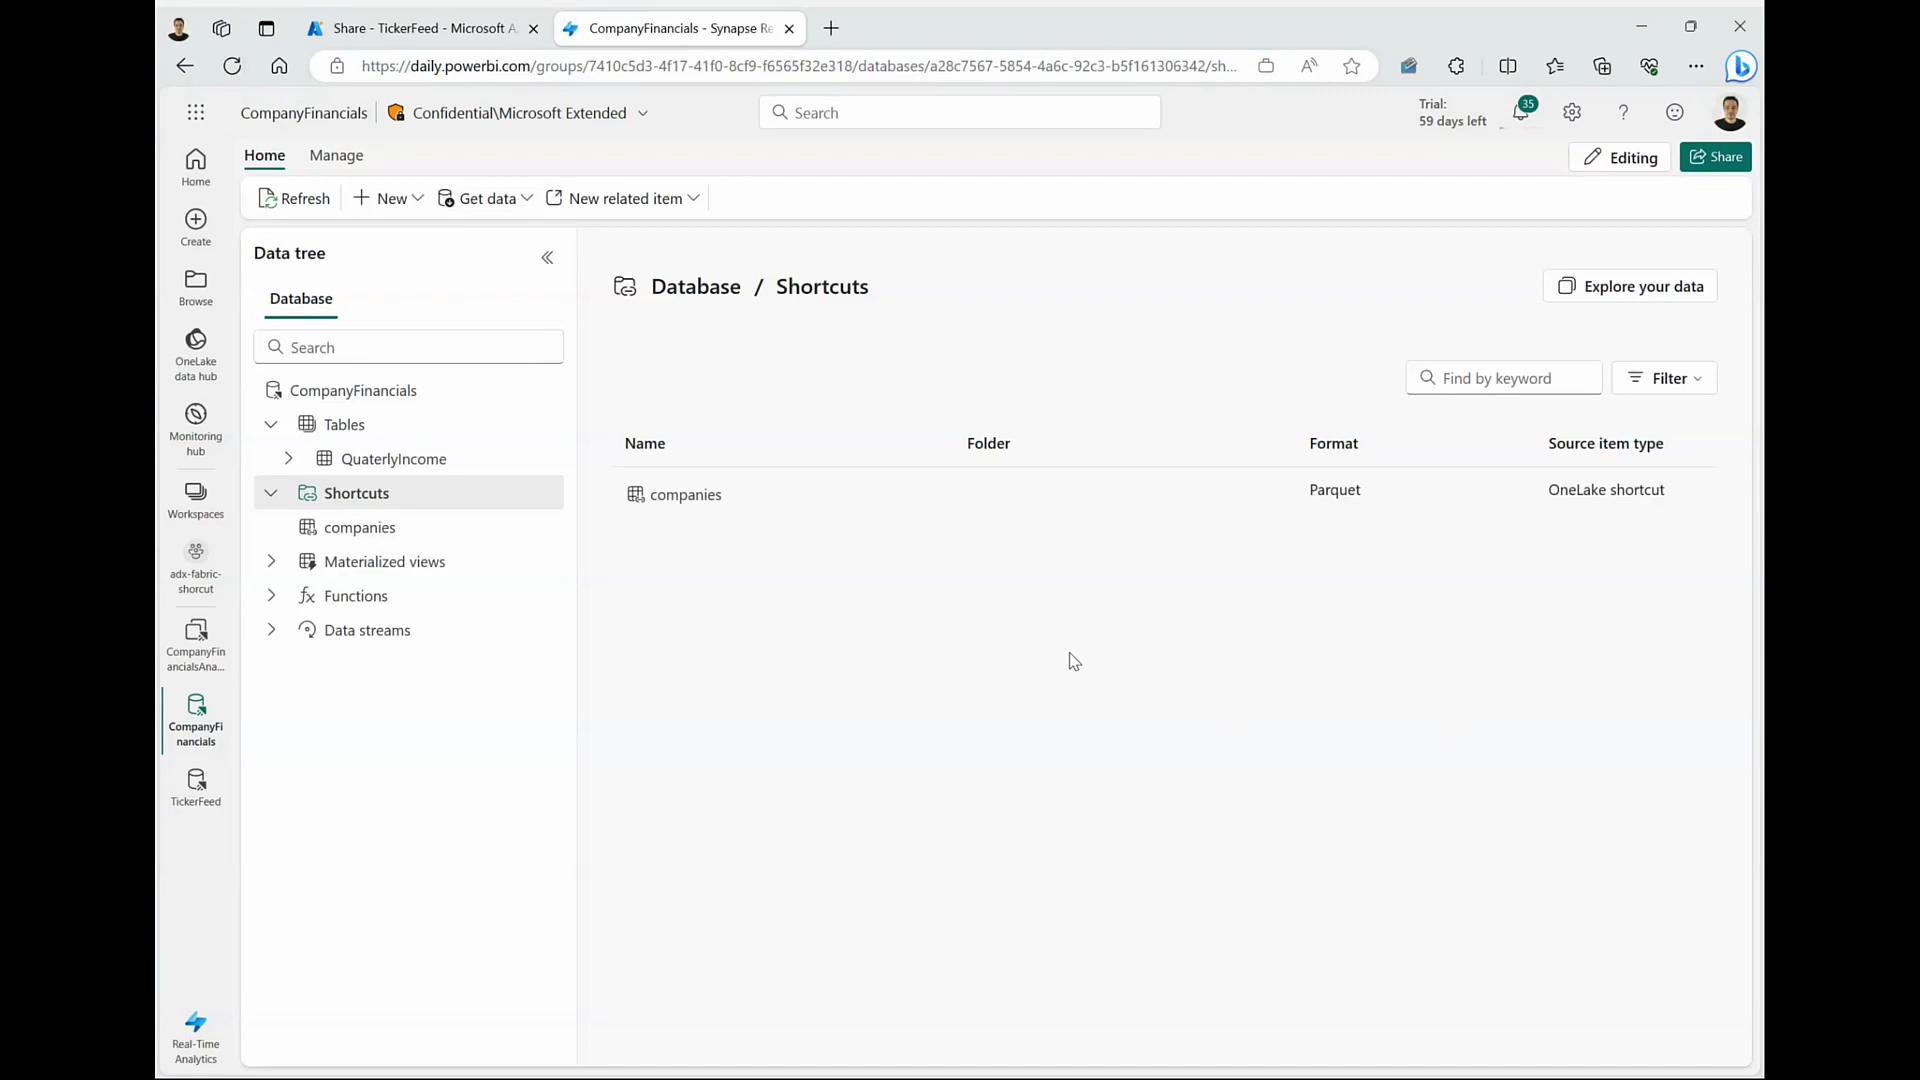 Share - TickerFeed - Microsoft A
CompanyFinancials - Synapse Re
https://daily.powerbi.com/groups/7410c5d3-4f17-41f0-8cf9-f6565f32e318/databases/a28c7567-5854-4a6c-92c3-b5f161306342/sh...
CompanyFinancials
Confidential\Microsoft Extended
Search
Trial:
59 days left
35
Home
Manage
Editing
Share
Refresh
New
Get data
New related item
Home
Create
Browse
OneLake
data hub
Monitoring
hub
Workspaces
adx-fabric-
shorcut
CompanyFin
ancialsAna...
CompanyFi
nancials
TickerFeed
Real-Time
Analytics
Data tree
Database
Search
CompanyFinancials
Tables
QuaterlyIncome
Shortcuts
companies
Materialized views
Functions
Data streams
Database / Shortcuts
Explore your data
Find by keyword
Filter
Name Folder Format Source item type
companies Parquet OneLake shortcut